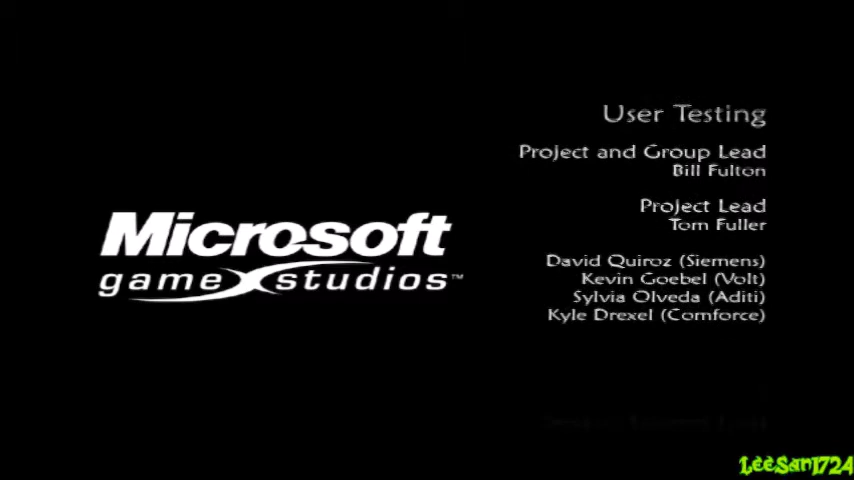 Microsoft
game studios™
User Testing
Project and Group Lead
Bill Fulton
Project Lead
Tom Fuller
David Quiroz (Siemens)
Kevin Goebel (Volt)
Sylvia Olveda (Aditi)
Kyle Drexel (Comforce)
LeeSan1724